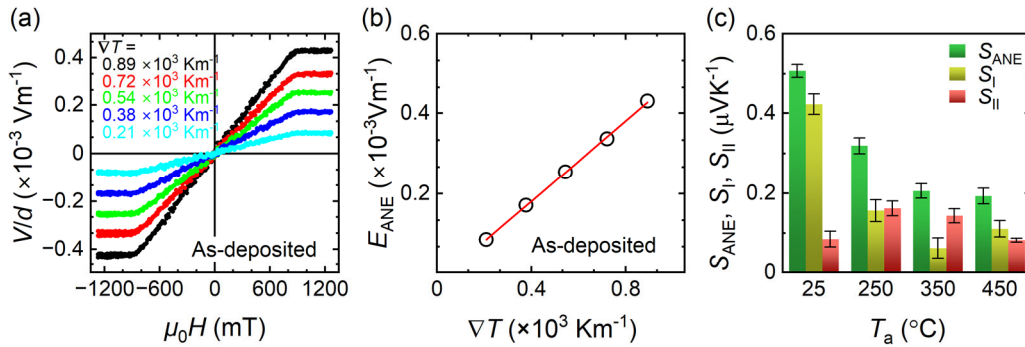 (a)
V/d (×10⁻³ Vm⁻¹)
0.4
0.2
0
−0.2
−0.4
∇T =
0.89 ×10³ Km⁻¹
0.72 ×10³ Km⁻¹
0.54 ×10³ Km⁻¹
0.38 ×10³ Km⁻¹
0.21 ×10³ Km⁻¹
As-deposited
−1200 −600 0 600 1200
μ₀H (mT)
(b)
E_ANE (×10⁻³Vm⁻¹)
0.6
0.4
0.2
0
As-deposited
0 0.4 0.8
∇T (×10³ Km⁻¹)
(c)
S_ANE, S_I, S_II (μVK⁻¹)
0.6
0.4
0.2
0
S_ANE
S_I
S_II
25 250 350 450
T_a (°C)